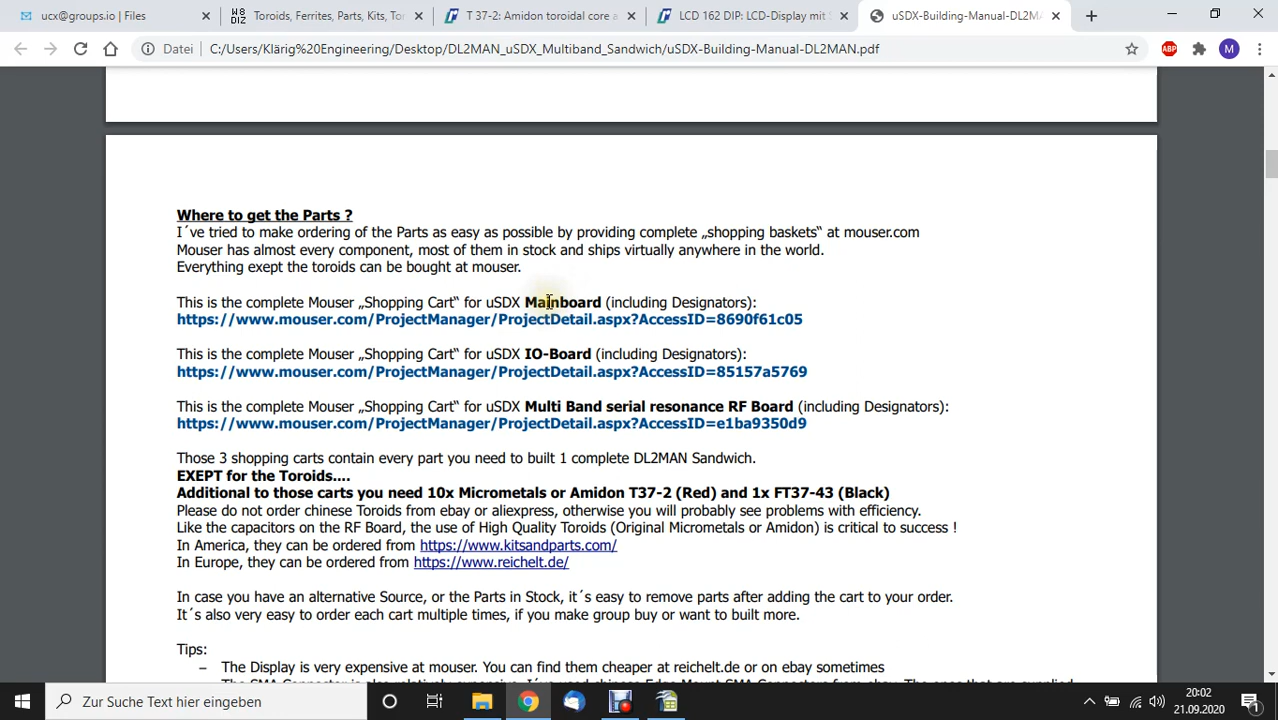 ucx@groups.io | Files
W8 DIZ
Toroids, Ferrites, Parts, Kits, Tor
T 37-2: Amidon toroidal core a
LCD 162 DIP: LCD-Display mit S
uSDX-Building-Manual-DL2MAN
Datei
C:/Users/Klärig%20Engineering/Desktop/DL2MAN_uSDX_Multiband_Sandwich/uSDX-Building-Manual-DL2MAN.pdf
ABP
M
Where to get the Parts ?
I´ve tried to make ordering of the Parts as easy as possible by providing complete „shopping baskets“ at mouser.com
Mouser has almost every component, most of them in stock and ships virtually anywhere in the world.
Everything exept the toroids can be bought at mouser.
This is the complete Mouser „Shopping Cart“ for uSDX Mainboard (including Designators):
https://www.mouser.com/ProjectManager/ProjectDetail.aspx?AccessID=8690f61c05
This is the complete Mouser „Shopping Cart“ for uSDX IO-Board (including Designators):
https://www.mouser.com/ProjectManager/ProjectDetail.aspx?AccessID=85157a5769
This is the complete Mouser „Shopping Cart“ for uSDX Multi Band serial resonance RF Board (including Designators):
https://www.mouser.com/ProjectManager/ProjectDetail.aspx?AccessID=e1ba9350d9
Those 3 shopping carts contain every part you need to built 1 complete DL2MAN Sandwich.
EXEPT for the Toroids....
Additional to those carts you need 10x Micrometals or Amidon T37-2 (Red) and 1x FT37-43 (Black)
Please do not order chinese Toroids from ebay or aliexpress, otherwise you will probably see problems with efficiency.
Like the capacitors on the RF Board, the use of High Quality Toroids (Original Micrometals or Amidon) is critical to success !
In America, they can be ordered from https://www.kitsandparts.com/
In Europe, they can be ordered from https://www.reichelt.de/
In case you have an alternative Source, or the Parts in Stock, it´s easy to remove parts after adding the cart to your order.
It´s also very easy to order each cart multiple times, if you make group buy or want to built more.
Tips:
– The Display is very expensive at mouser. You can find them cheaper at reichelt.de or on ebay sometimes
Zur Suche Text hier eingeben
20:02
21.09.2020
1